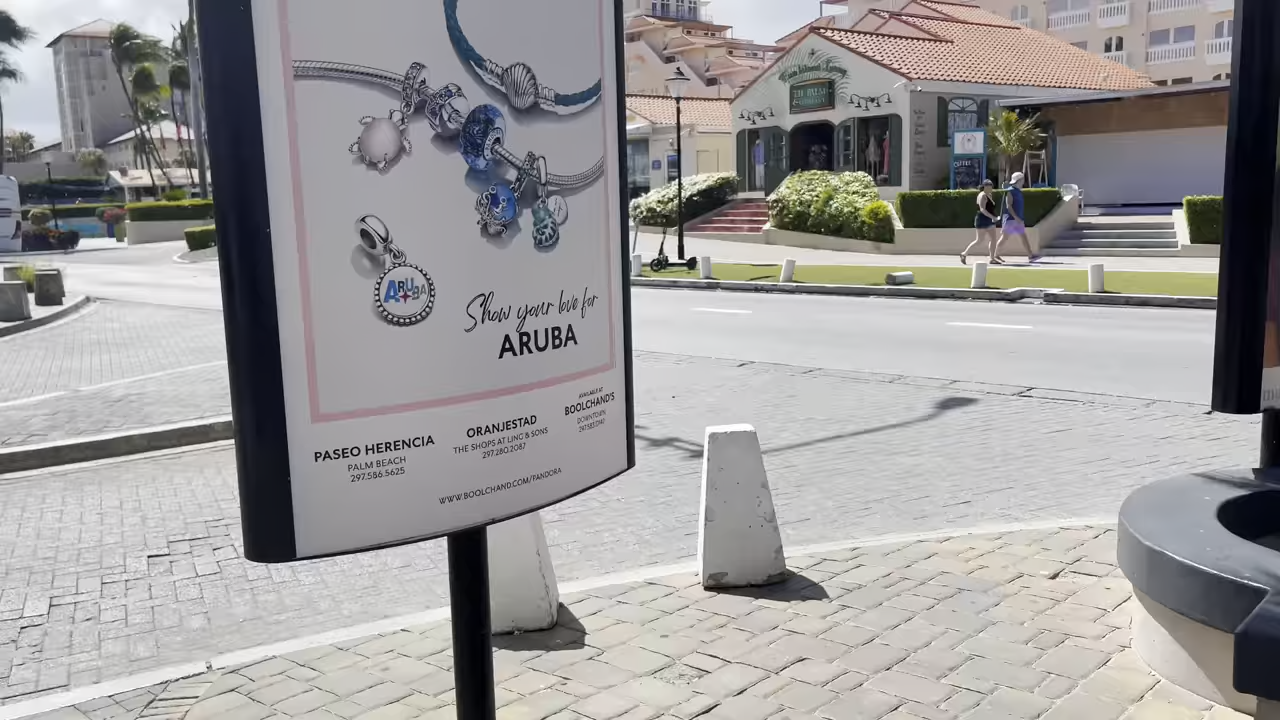 ARUBA
Show your love for
ARUBA
PASEO HERENCIA
PALM BEACH
297.586.5625
ORANJESTAD
THE SHOPS AT LING & SONS
297.280.2087
AVAILABLE AT
BOOLCHAND'S
DOWNTOWN
WWW.BOOLCHAND.COM/PANDORA